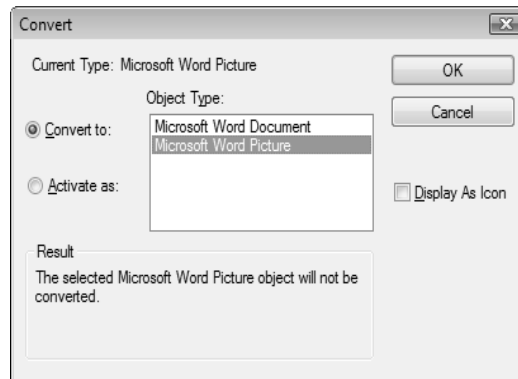 Convert
Current Type: Microsoft Word Picture
OK
Object Type:
Cancel
Convert to:
Microsoft Word Document
Microsoft Word Picture
Activate as:
Display As Icon
Result
The selected Microsoft Word Picture object will not be
converted.